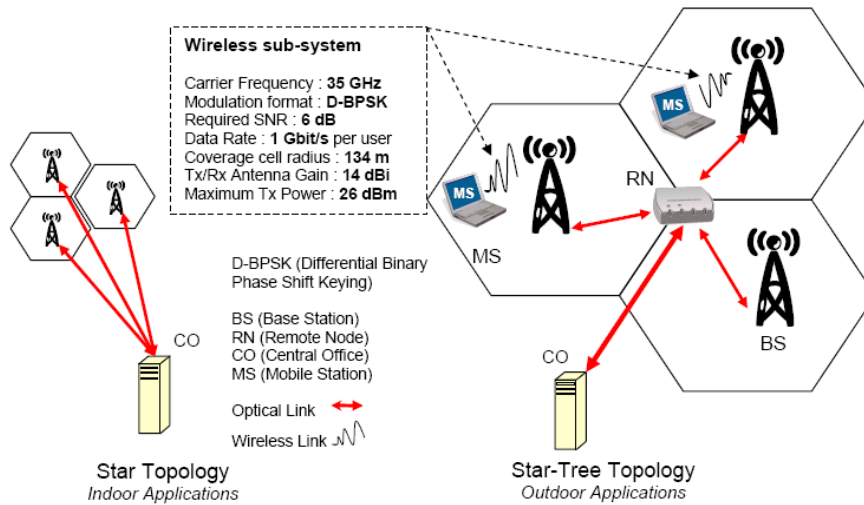 Wireless sub-system
Carrier Frequency : 35 GHz
Modulation format : D-BPSK
Required SNR : 6 dB
Data Rate : 1 Gbit/s per user
Coverage cell radius : 134 m
Tx/Rx Antenna Gain : 14 dBi
Maximum Tx Power : 26 dBm
MS
MS
RN
MS
D-BPSK (Differential Binary
Phase Shift Keying)
BS (Base Station)
RN (Remote Node)
CO (Central Office)
MS (Mobile Station)
Optical Link
Wireless Link
CO
CO
BS
Star Topology
Indoor Applications
Star-Tree Topology
Outdoor Applications